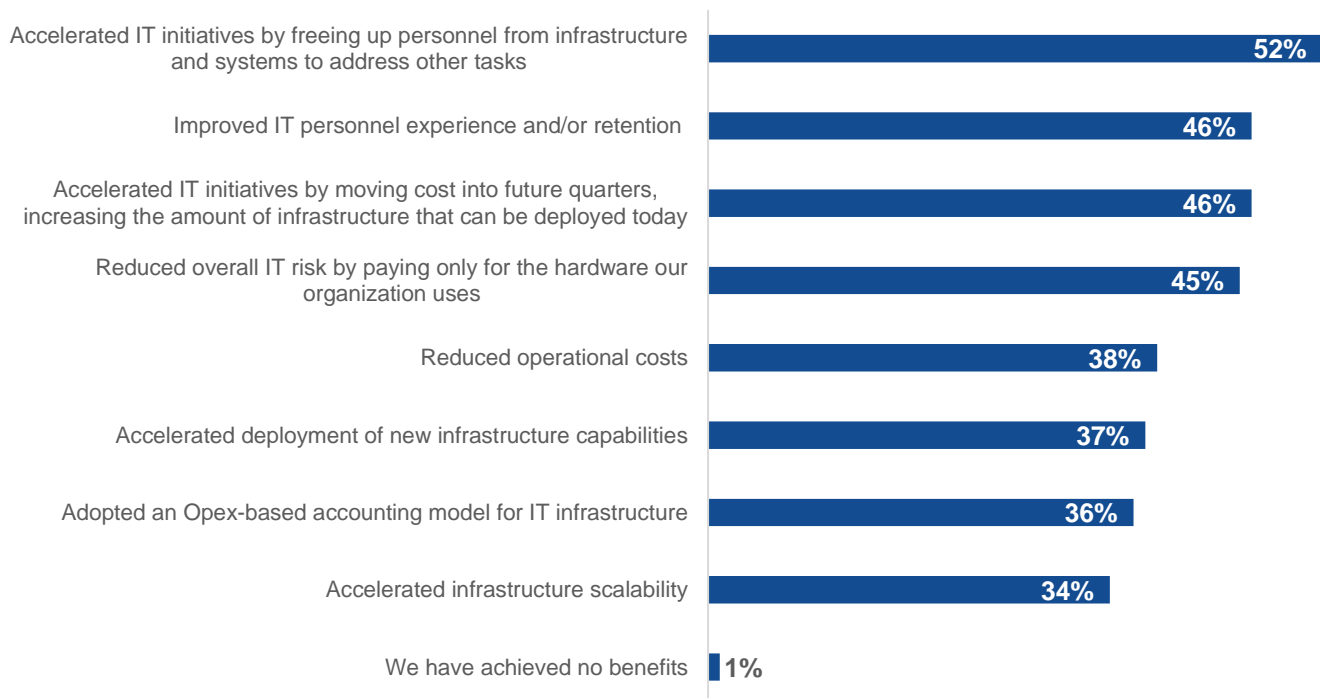 Accelerated IT initiatives by freeing up personnel from infrastructure
and systems to address other tasks
52%
Improved IT personnel experience and/or retention
46%
Accelerated IT initiatives by moving cost into future quarters,
increasing the amount of infrastructure that can be deployed today
46%
Reduced overall IT risk by paying only for the hardware our
organization uses
45%
Reduced operational costs
38%
Accelerated deployment of new infrastructure capabilities
37%
Adopted an Opex-based accounting model for IT infrastructure
36%
Accelerated infrastructure scalability
34%
We have achieved no benefits
1%